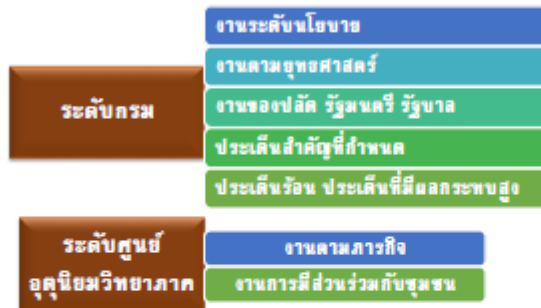 ระดับกรม
งานระดับนโยบาย
งานตามยุทธศาสตร์
งานของปลัด รัฐมนตรี รัฐบาล
ประเด็นสำคัญที่กำหนด
ประเด็นร้อน ประเด็นที่มีผลกระทบสูง
ระดับศูนย์
อุตุนิยมวิทยาภาค
งานตามภารกิจ
งานการมีส่วนร่วมกับชุมชน